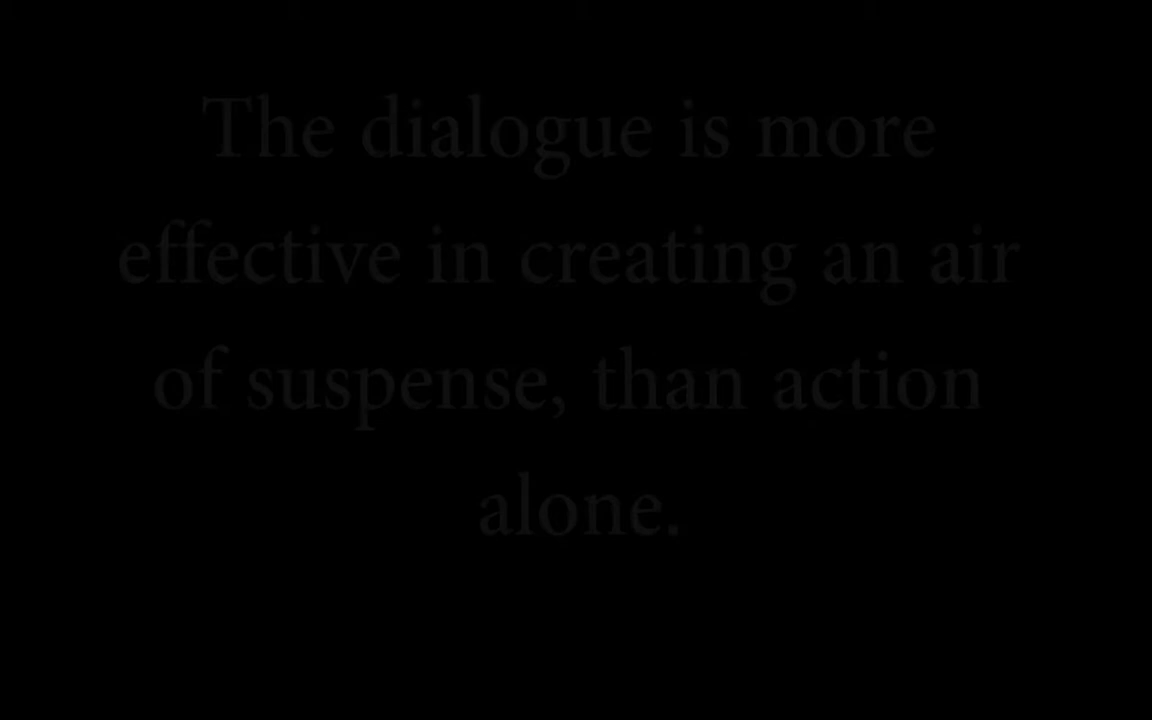 The dialogue is more
effective in creating an air
of suspense, than action
alone.